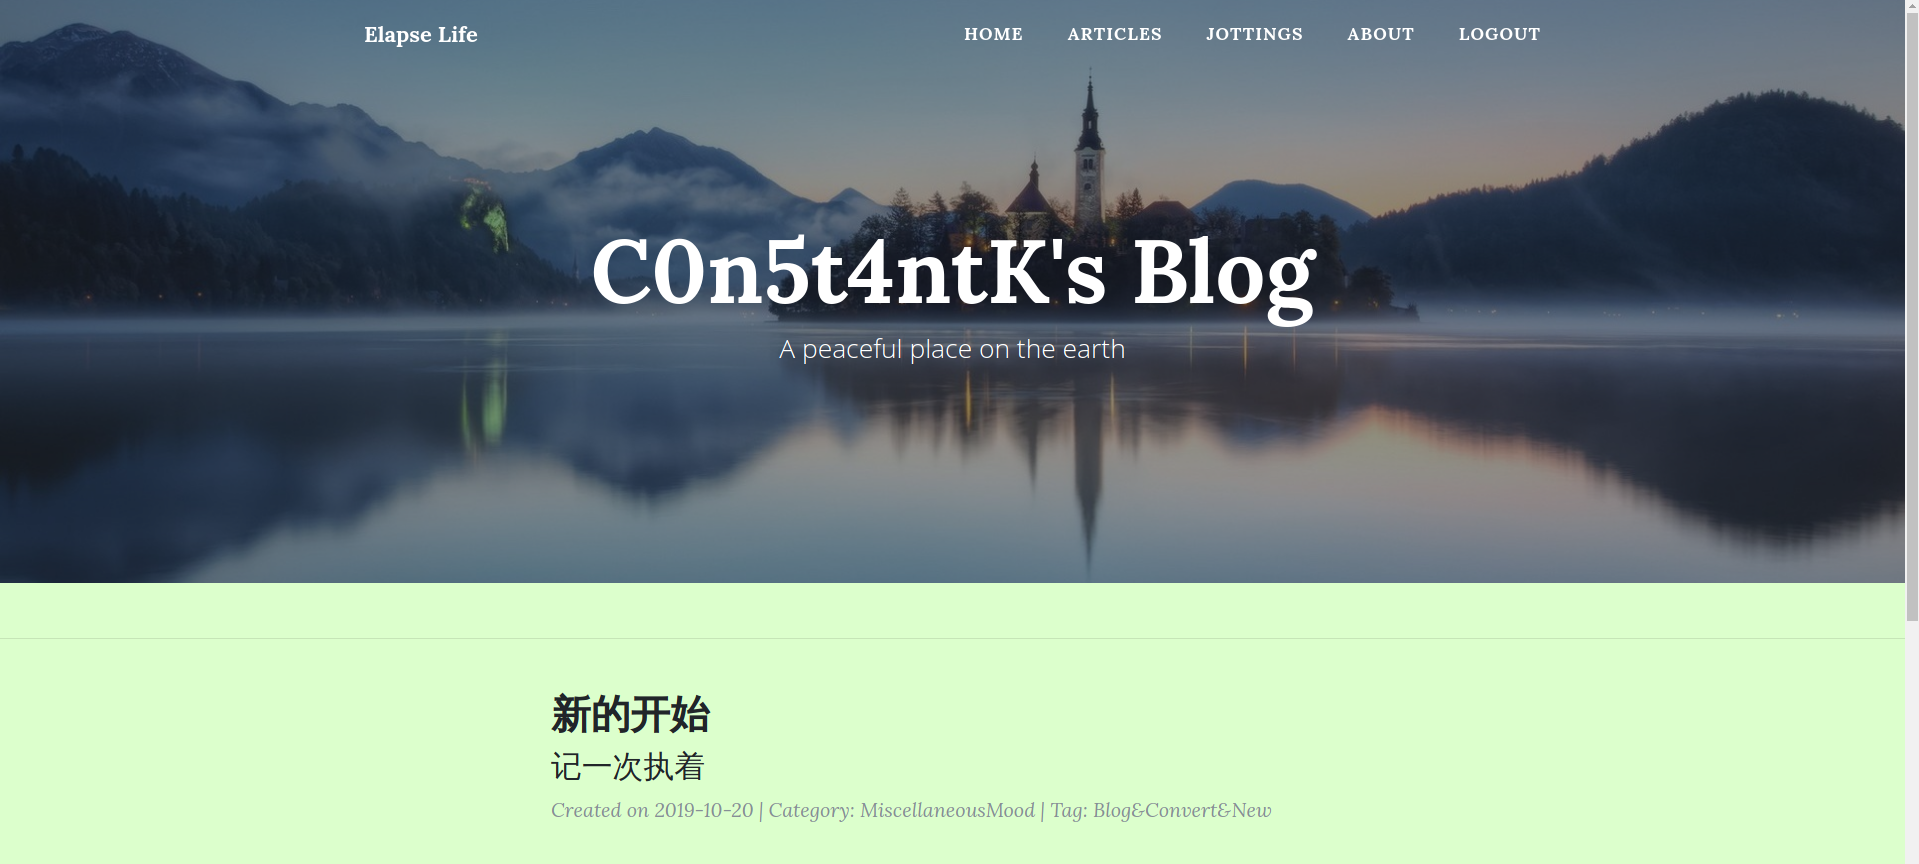 Elapse Life
HOME ARTICLES JOTTINGS ABOUT LOGOUT
C0n5t4ntK's Blog
A peaceful place on the earth
新的开始
记一次执着
Created on 2019-10-20 | Category: MiscellaneousMood | Tag: Blog&Convert&New